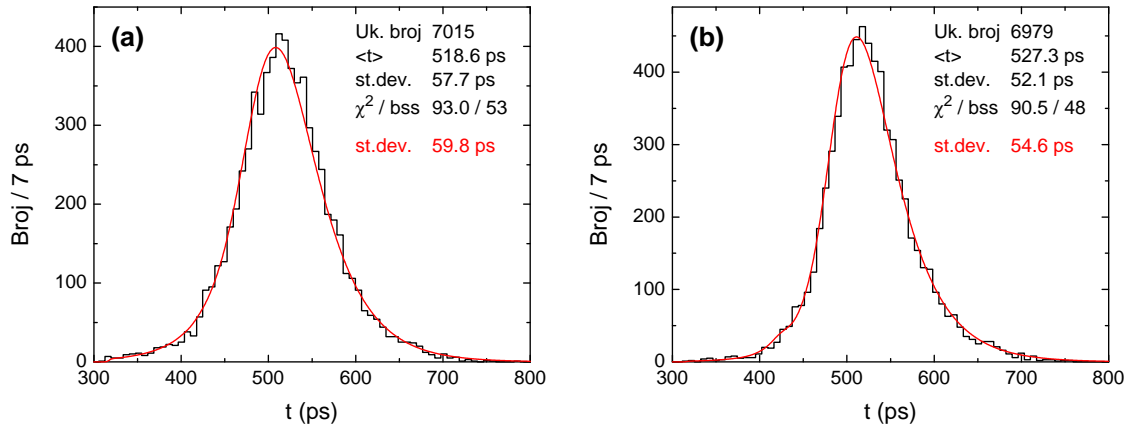 (a)
Uk. broj 7015
<t> 518.6 ps
st.dev. 57.7 ps
χ² / bss 93.0 / 53
st.dev. 59.8 ps
Broj / 7 ps
400
300
200
100
0
300 400 500 600 700 800
t (ps)
(b)
Uk. broj 6979
<t> 527.3 ps
st.dev. 52.1 ps
χ² / bss 90.5 / 48
st.dev. 54.6 ps
Broj / 7 ps
450
300
150
0
300 400 500 600 700 800
t (ps)